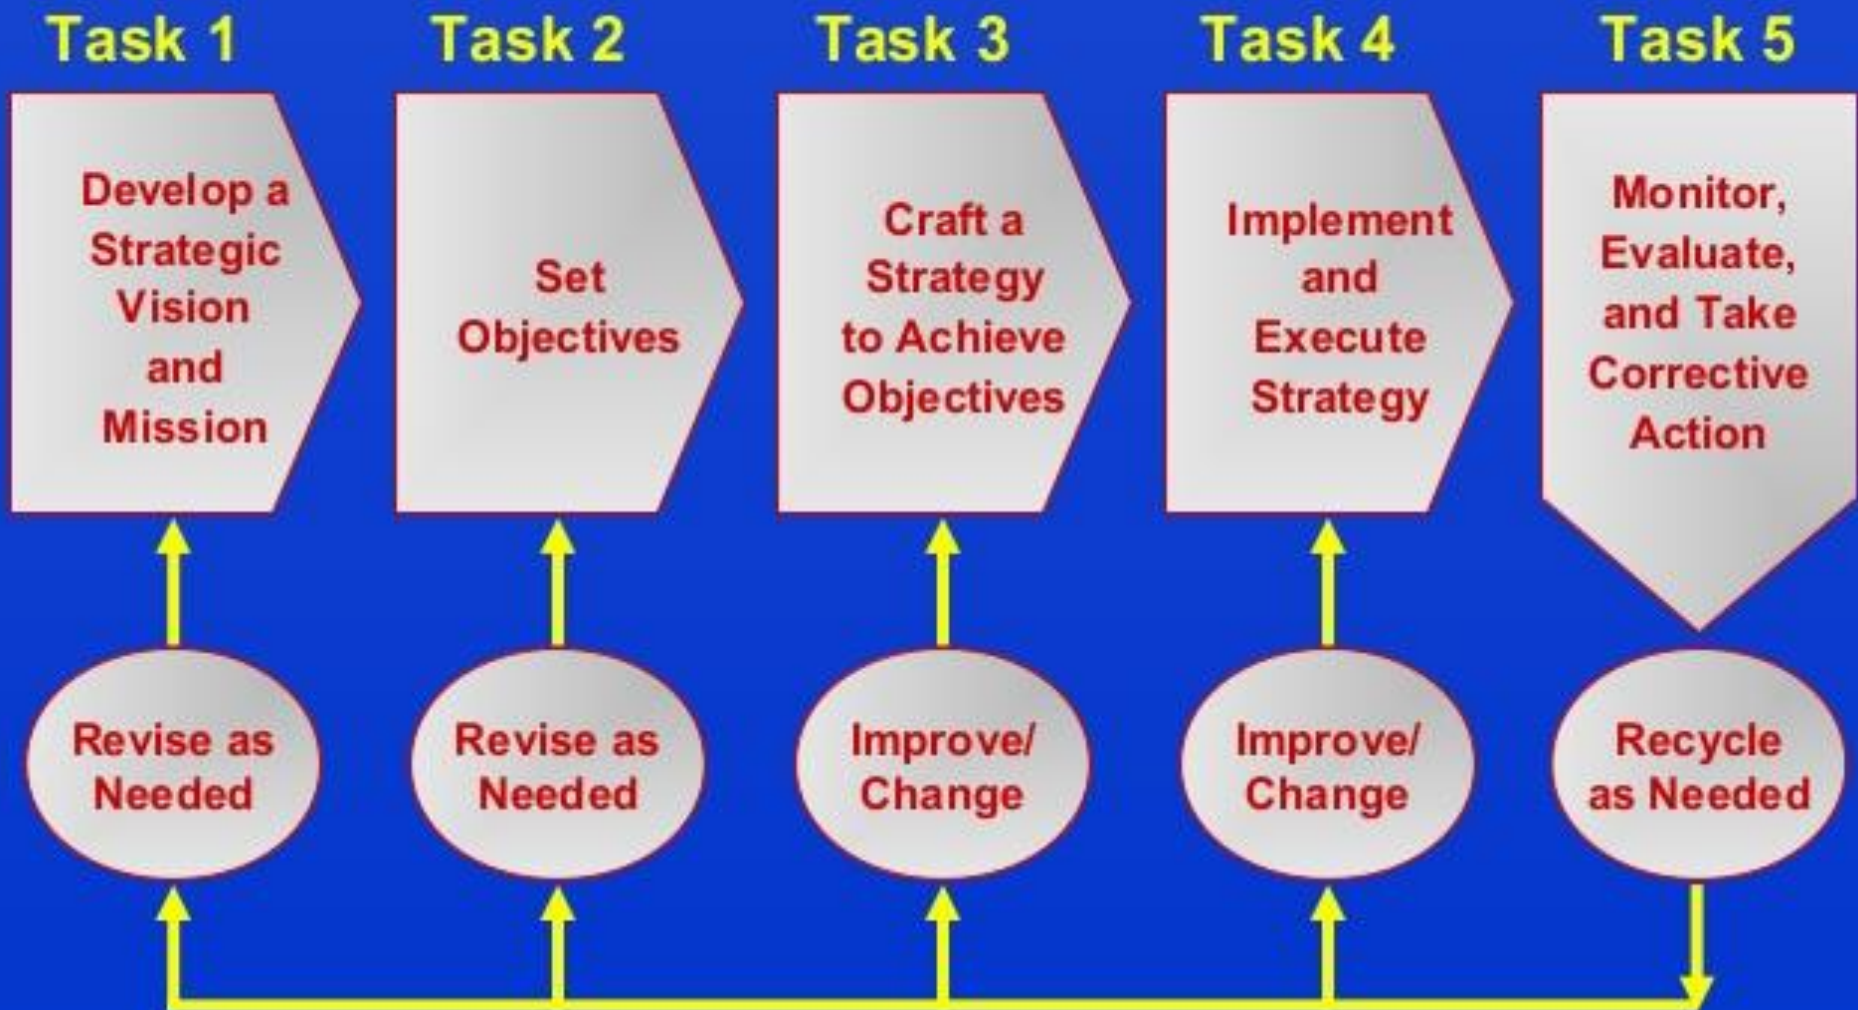 Task 1
Task 2
Task 3
Task 4
Task 5
Develop a
Strategic
Vision
and
Mission
Set
Objectives
Craft a
Strategy
to Achieve
Objectives
Implement
and
Execute
Strategy
Monitor,
Evaluate,
and Take
Corrective
Action
Revise as
Needed
Revise as
Needed
Improve/
Change
Improve/
Change
Recycle
as Needed